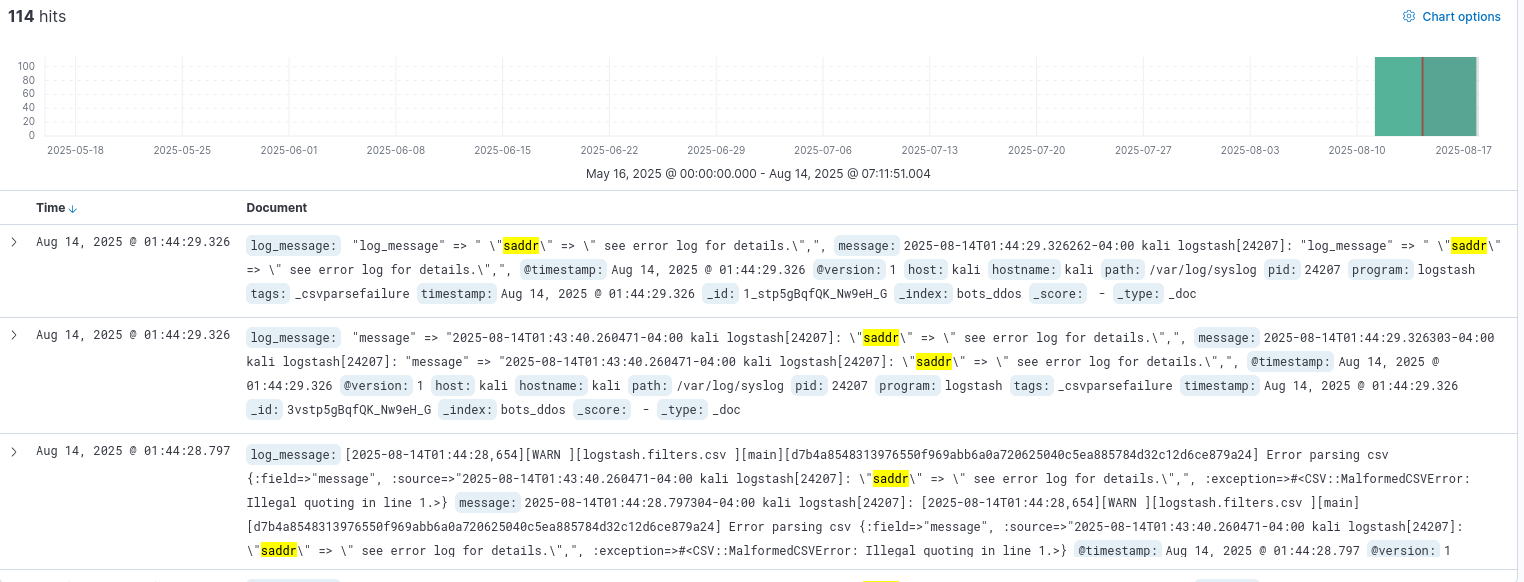 114 hits
Chart options
100
80
60
40
20
0
2025-05-18 2025-05-25 2025-06-01 2025-06-08 2025-06-15 2025-06-22 2025-06-29 2025-07-06 2025-07-13 2025-07-20 2025-07-27 2025-08-03 2025-08-10 2025-08-17
May 16, 2025 @ 00:00:00.000 - Aug 14, 2025 @ 07:11:51.004
Time Document
Aug 14, 2025 @ 01:44:29.326 log_message: "log_message" => " \"saddr\" => \" see error log for details.\",", message: 2025-08-14T01:44:29.326262-04:00 kali logstash[24207]: "log_message" => " \"saddr\"
=> \" see error log for details.\",", @timestamp: Aug 14, 2025 @ 01:44:29.326 @version: 1 host: kali hostname: kali path: /var/log/syslog pid: 24207 program: logstash
tags: _csvparsefailure timestamp: Aug 14, 2025 @ 01:44:29.326 _id: 1_stp5gBqfQK_Nw9eH_G _index: bots_ddos _score: - _type: _doc
Aug 14, 2025 @ 01:44:29.326 log_message: "message" => "2025-08-14T01:43:40.260471-04:00 kali logstash[24207]: \"saddr\" => \" see error log for details.\",", message: 2025-08-14T01:44:29.326303-04:00
kali logstash[24207]: "message" => "2025-08-14T01:43:40.260471-04:00 kali logstash[24207]: \"saddr\" => \" see error log for details.\",", @timestamp: Aug 14, 2025 @
01:44:29.326 @version: 1 host: kali hostname: kali path: /var/log/syslog pid: 24207 program: logstash tags: _csvparsefailure timestamp: Aug 14, 2025 @ 01:44:29.326
_id: 3vstp5gBqfQK_Nw9eH_G _index: bots_ddos _score: - _type: _doc
Aug 14, 2025 @ 01:44:28.797 log_message: [2025-08-14T01:44:28,654][WARN ][logstash.filters.csv ][main][d7b4a8548313976550f969abb6a0a720625040c5ea885784d32c12d6ce879a24] Error parsing csv
{:field=>"message", :source=>"2025-08-14T01:43:40.260471-04:00 kali logstash[24207]: \"saddr\" => \" see error log for details.\",", :exception=>#<CSV::MalformedCSVError:
Illegal quoting in line 1.>} message: 2025-08-14T01:44:28.797304-04:00 kali logstash[24207]: [2025-08-14T01:44:28,654][WARN ][logstash.filters.csv ][main]
[d7b4a8548313976550f969abb6a0a720625040c5ea885784d32c12d6ce879a24] Error parsing csv {:field=>"message", :source=>"2025-08-14T01:43:40.260471-04:00 kali logstash[24207]:
\"saddr\" => \" see error log for details.\",", :exception=>#<CSV::MalformedCSVError: Illegal quoting in line 1.>} @timestamp: Aug 14, 2025 @ 01:44:28.797 @version: 1